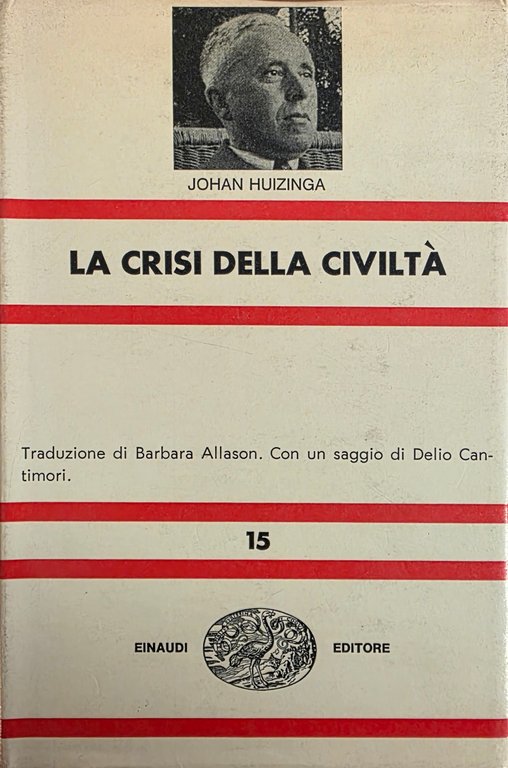 JOHAN HUIZINGA
LA CRISI DELLA CIVILTÀ
Traduzione di Barbara Allason. Con un saggio di Delio Can-
timori.
15
EINAUDI EDITORE